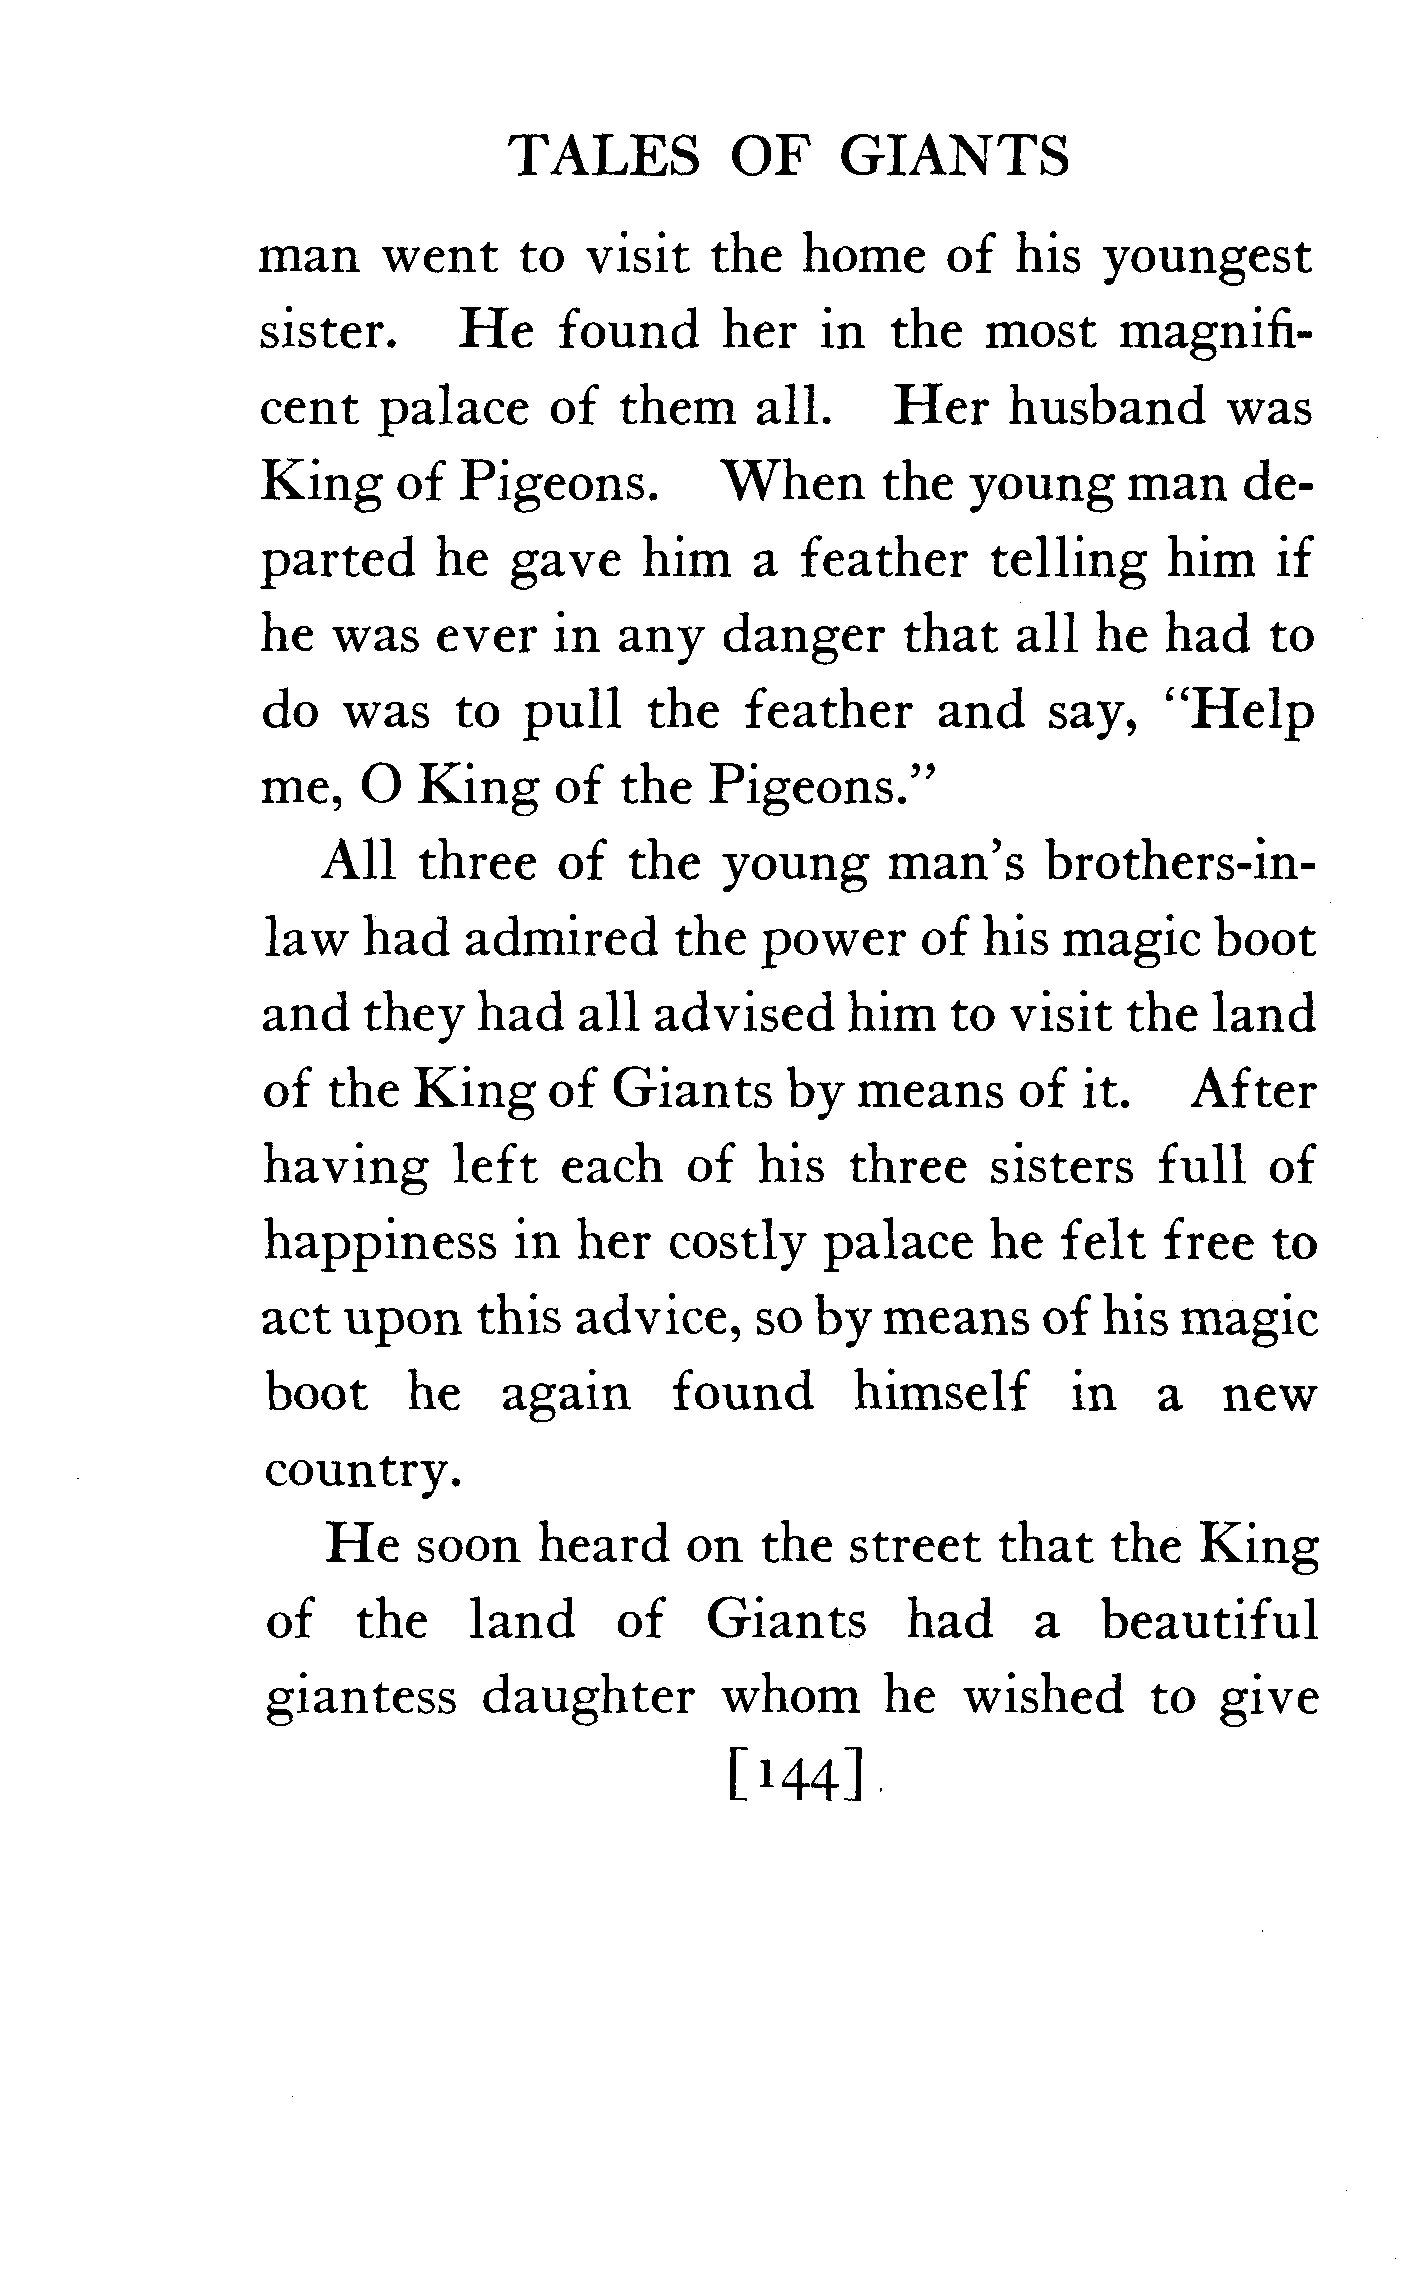 TALES OF GIANTS
man went to visit the home of his youngest
sister. He found her in the most magnifi-
cent palace of them all. Her husband was
King of Pigeons. When the young man de-
parted he gave him a feather telling him if
he was ever in any danger that all he had to
do was to pull the feather and say, "Help
me, O King of the Pigeons."
All three of the young man's brothers-in-
law had admired the power of his magic boot
and they had all advised him to visit the land
of the King of Giants by means of it. After
having left each of his three sisters full of
happiness in her costly palace he felt free to
act upon this advice, so by means of his magic
boot he again found himself in a new
country.
He soon heard on the street that the King
of the land of Giants had a beautiful
giantess daughter whom he wished to give
[144]